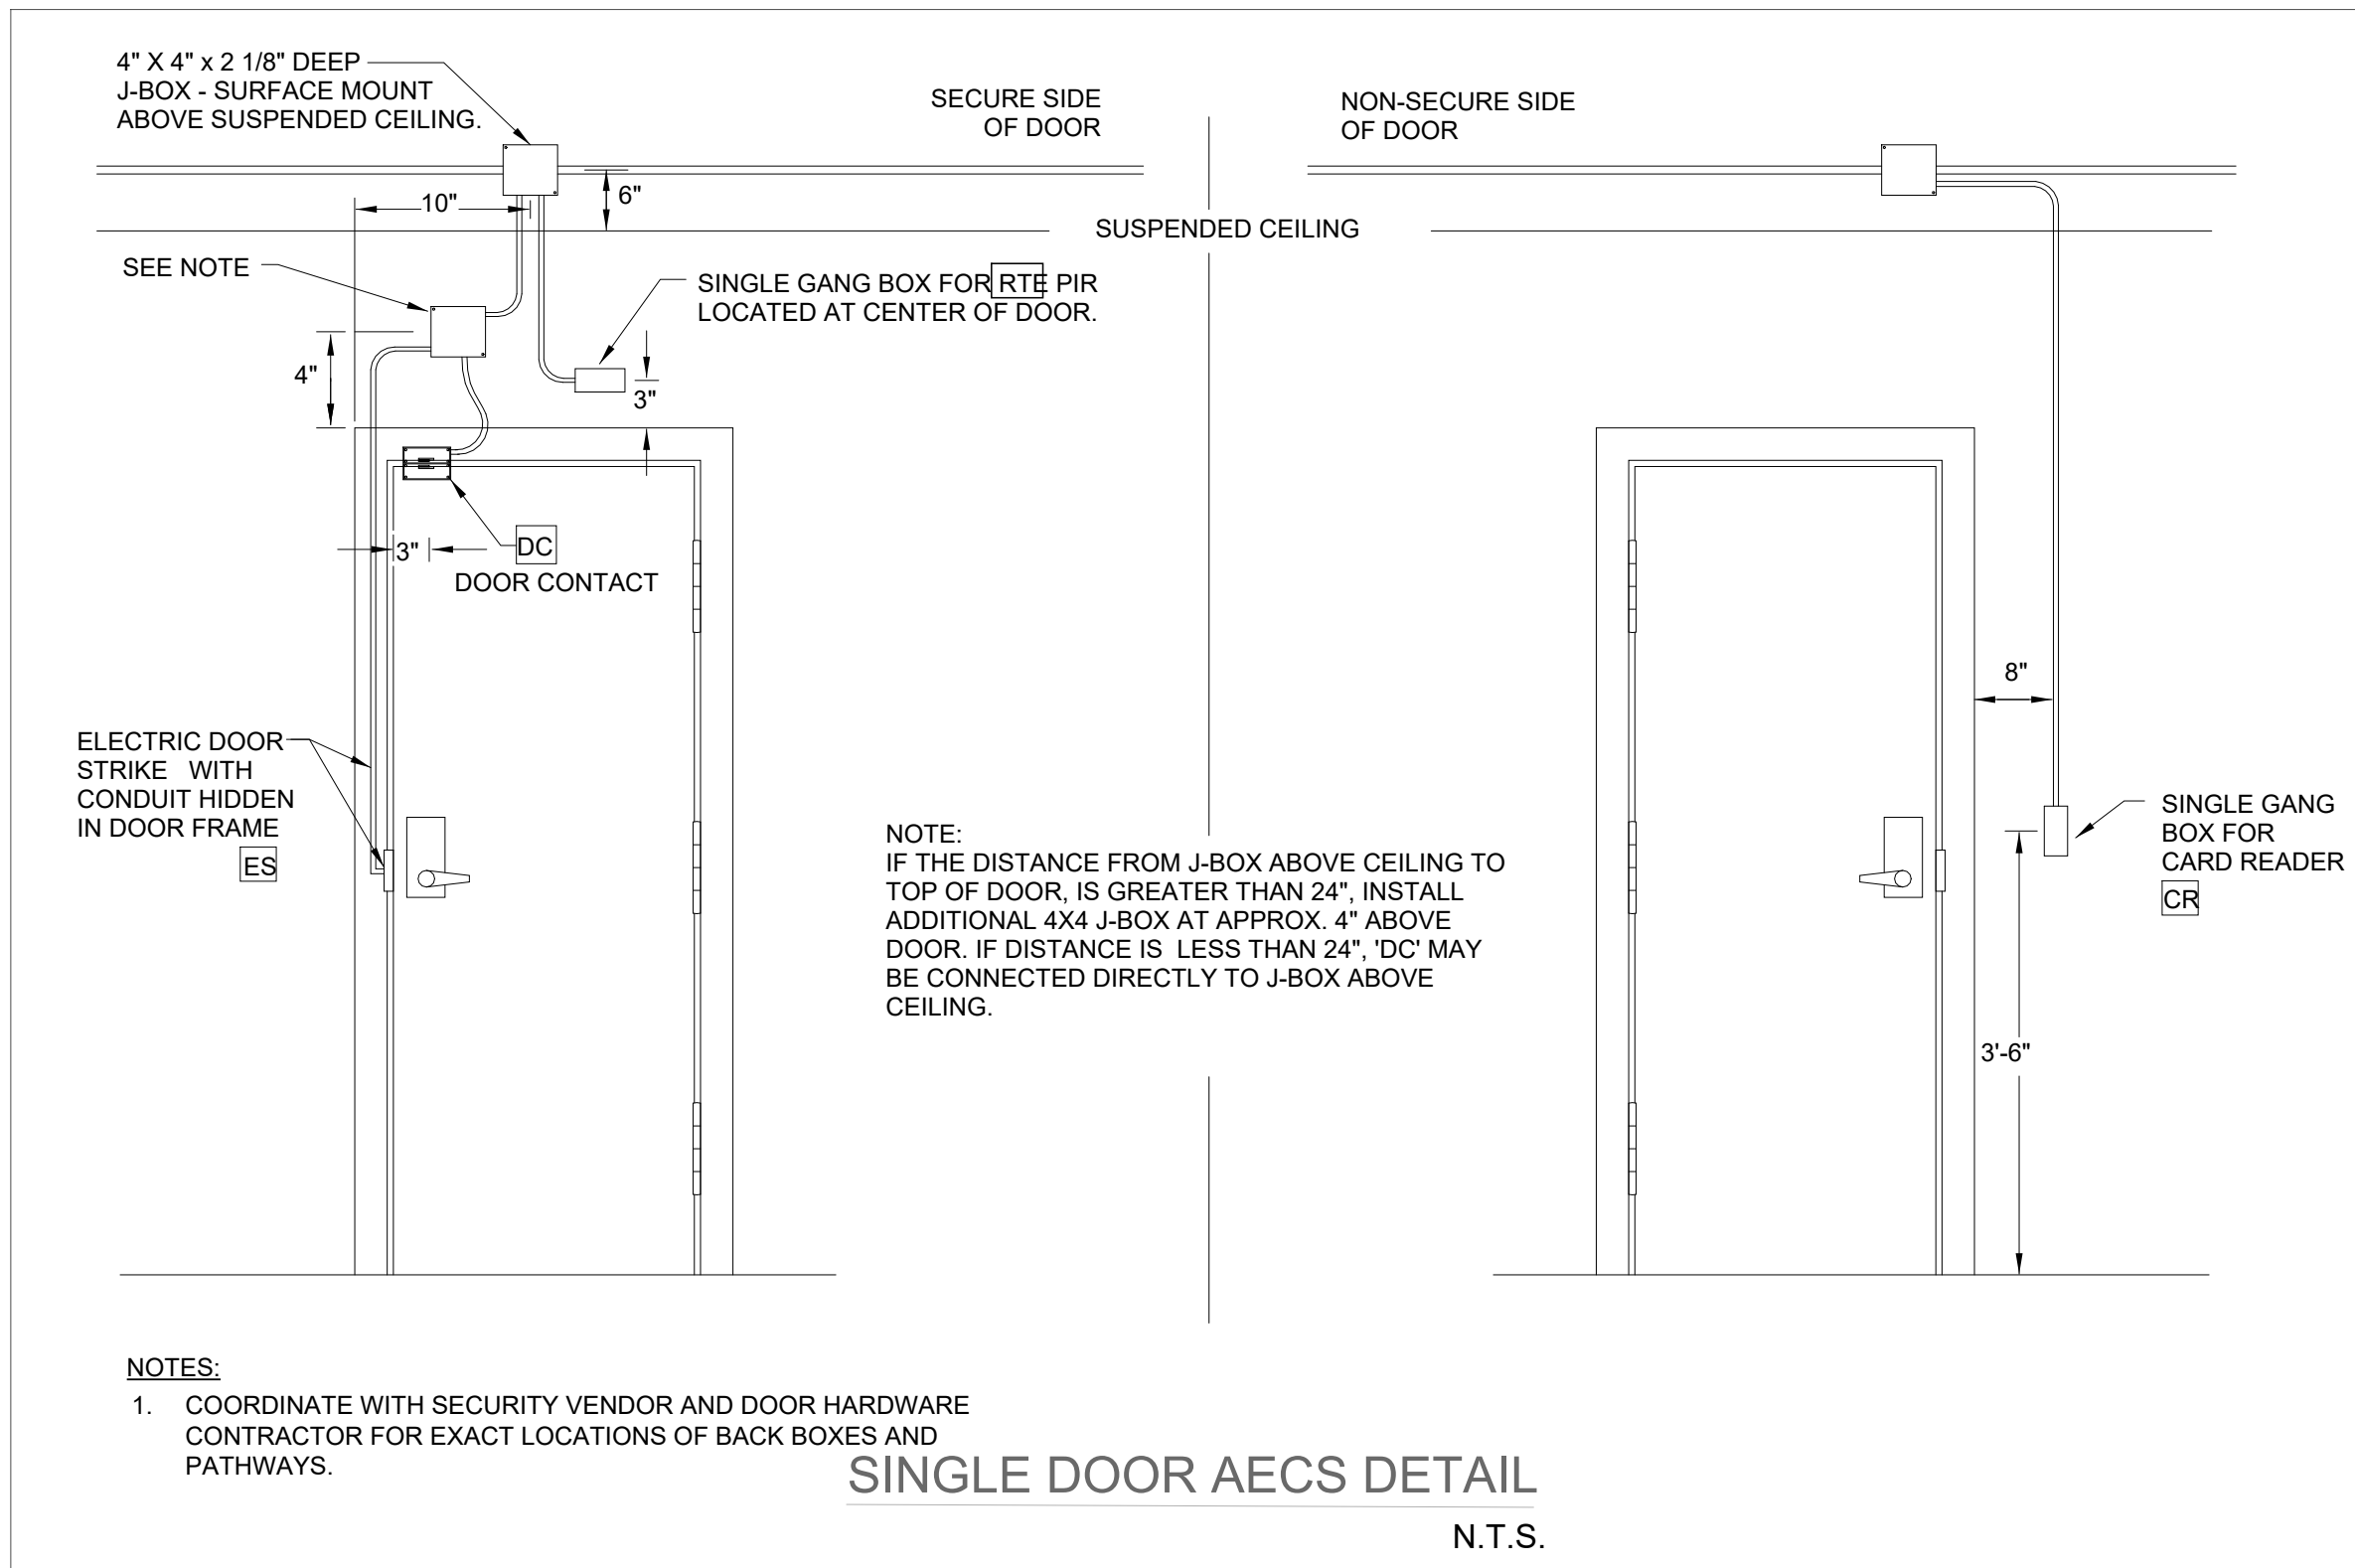 4" X 4" x 2 1/8" DEEP
J-BOX - SURFACE MOUNT
ABOVE SUSPENDED CEILING.
SECURE SIDE
OF DOOR
NON-SECURE SIDE
OF DOOR
10"
6"
SUSPENDED CEILING
SEE NOTE
SINGLE GANG BOX FOR RTE PIR
LOCATED AT CENTER OF DOOR.
4"
3"
3"
DC
DOOR CONTACT
8"
ELECTRIC DOOR
STRIKE WITH
CONDUIT HIDDEN
IN DOOR FRAME
ES
NOTE:
IF THE DISTANCE FROM J-BOX ABOVE CEILING TO
TOP OF DOOR, IS GREATER THAN 24", INSTALL
ADDITIONAL 4X4 J-BOX AT APPROX. 4" ABOVE
DOOR. IF DISTANCE IS LESS THAN 24", 'DC' MAY
BE CONNECTED DIRECTLY TO J-BOX ABOVE
CEILING.
SINGLE GANG
BOX FOR
CARD READER
CR
3'-6"
NOTES:
1. COORDINATE WITH SECURITY VENDOR AND DOOR HARDWARE
CONTRACTOR FOR EXACT LOCATIONS OF BACK BOXES AND
PATHWAYS.
SINGLE DOOR AECS DETAIL
N.T.S.